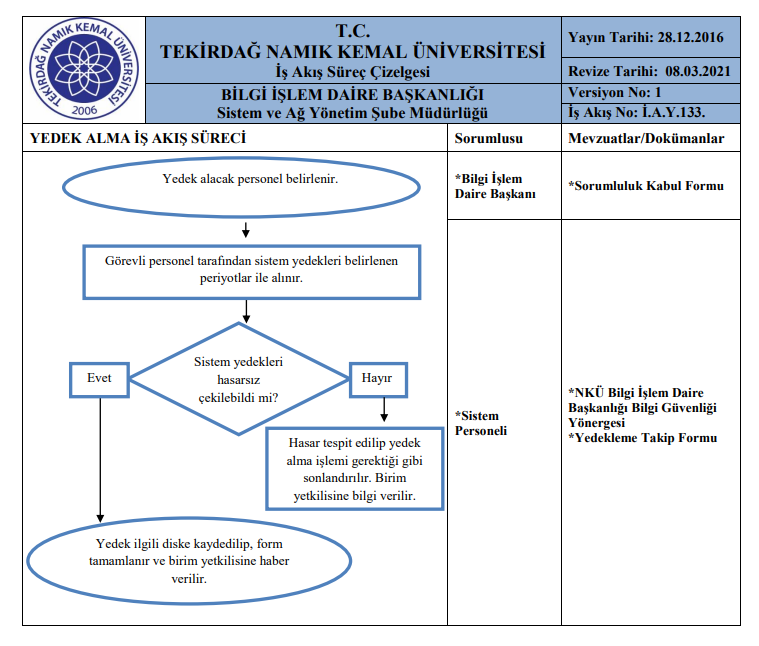 TEKİRDAĞ NAMIK KEMAL ÜNİVERSİTESİ
2006
T.C.
TEKİRDAĞ NAMIK KEMAL ÜNİVERSİTESİ
İş Akış Süreç Çizelgesi
BİLGİ İŞLEM DAİRE BAŞKANLIĞI
Sistem ve Ağ Yönetim Şube Müdürlüğü
Yayın Tarihi: 28.12.2016
Revize Tarihi: 08.03.2021
Versiyon No: 1
İş Akış No: İ.A.Y.133.
YEDEK ALMA İŞ AKIŞ SÜRECİ
Sorumlusu
Mevzuatlar/Dokümanlar
Yedek alacak personel belirlenir.
*Bilgi İşlem
Daire Başkanı
*Sorumluluk Kabul Formu
Görevli personel tarafından sistem yedekleri belirlenen
periyotlar ile alınır.
Sistem yedekleri
hasarsız
çekilebildi mi?
Evet
Hayır
Hasar tespit edilip yedek
alma işlemi gerektiği gibi
sonlandırılır. Birim
yetkilisine bilgi verilir.
Yedek ilgili diske kaydedilip, form
tamamlanır ve birim yetkilisine haber
verilir.
*Sistem
Personeli
*NKÜ Bilgi İşlem Daire
Başkanlığı Bilgi Güvenliği
Yönergesi
*Yedekleme Takip Formu